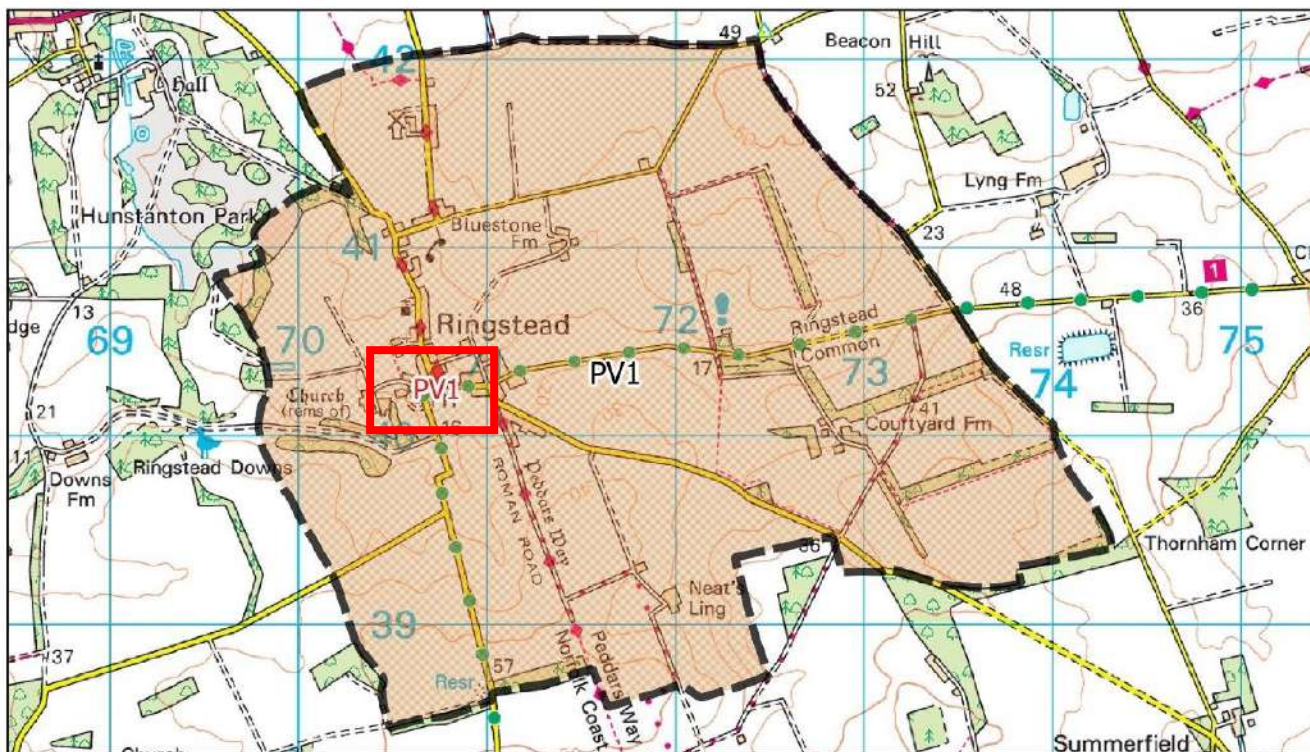 49
Beacon Hill
42
Hall
52
Lyng Fm
Hunstanton Park
Bluestone
Fm
41
23
13
1
48
36
69
70
Ringstead
72
Ringstead
Common
73
74
75
Resr
PV1
PV1
17
Church
(rems of)
21
41
Courtyard Fm
11
Ringstead Downs
Downs
Fm
Peddars Way
ROMAN ROAD
Thornham Corner
Neat's
Ling
39
37
57
Resr
Norfolk Coast
Peddars Way
Summerfield
Church